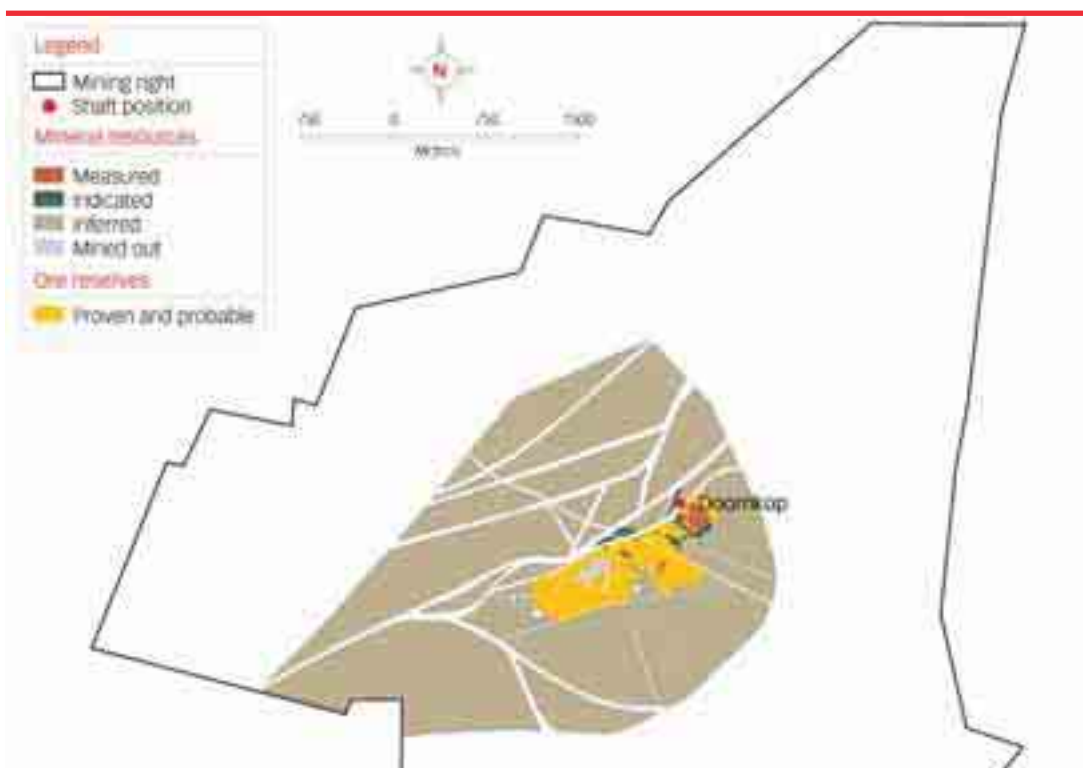 Legend
Mining right
Shaft position
Mineral resources
Measured
Indicated
Inferred
Mined out
Ore reserves
Proven and probable
N
750 0 750 1500
Doornkop